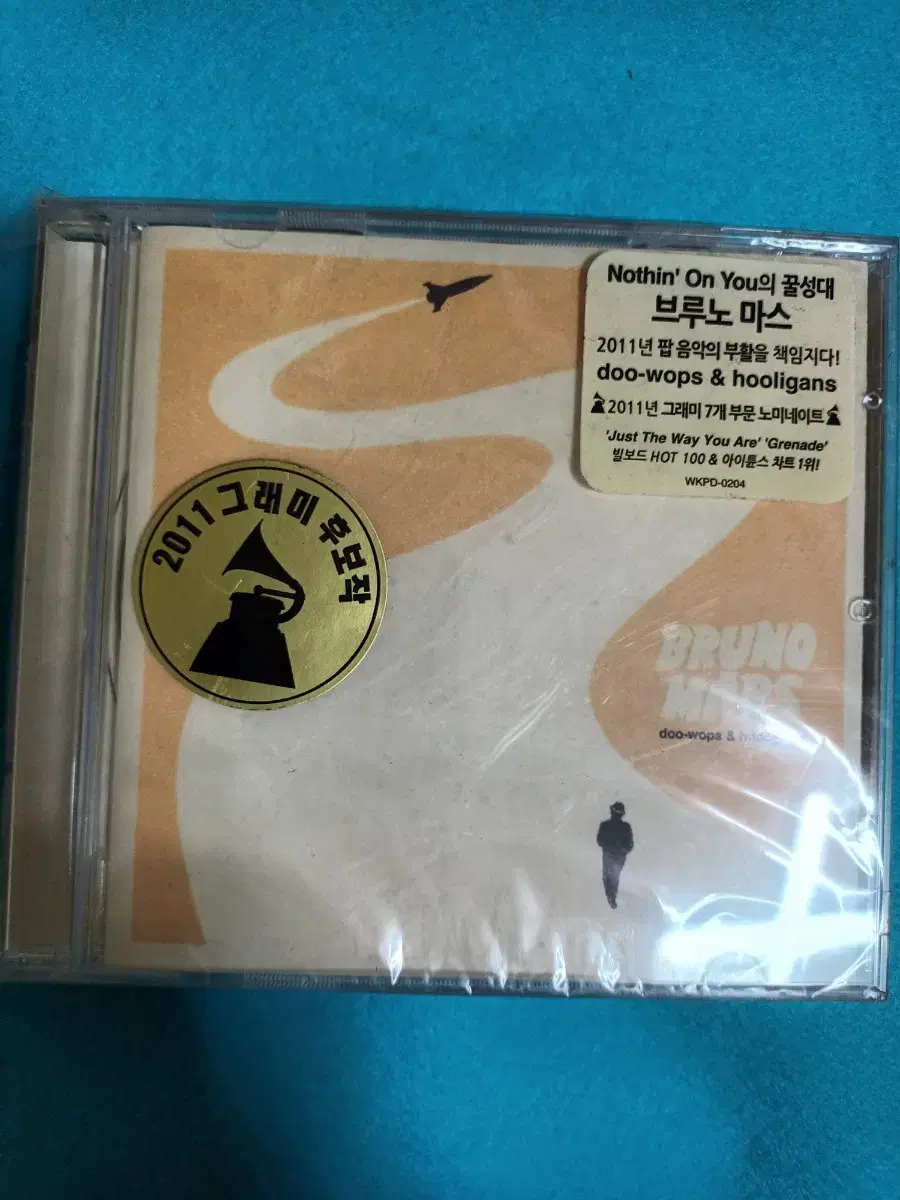 Nothin' On You의 꿀성대
브루노 마스
2011년 팝 음악의 부활을 책임지다!
doo-wops & hooligans
2011년 그래미 7개 부문 노미네이트
'Just The Way You Are' 'Grenade'
빌보드 HOT 100 & 아이튠스 차트 1위!
WKPD-0204
2011 그래미 후보작
BRUNO
MARS
doo-wops & hooligans